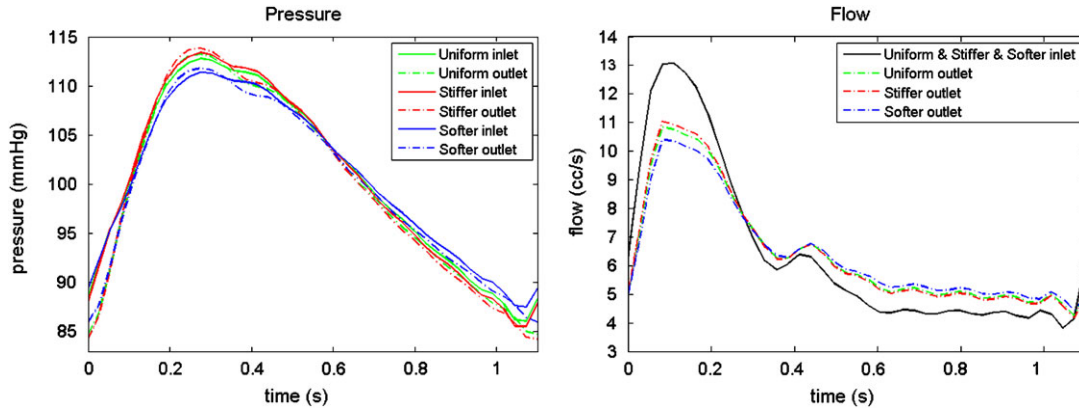 Pressure
115
110
105
100
95
90
85
pressure (mmHg)
0
0.2
0.4
0.6
0.8
1
time (s)
Uniform inlet
Uniform outlet
Stiffer inlet
Stiffer outlet
Softer inlet
Softer outlet
Flow
14
13
12
11
10
9
8
7
6
5
4
3
flow (cc/s)
0
0.2
0.4
0.6
0.8
1
time (s)
Uniform & Stiffer & Softer inlet
Uniform outlet
Stiffer outlet
Softer outlet